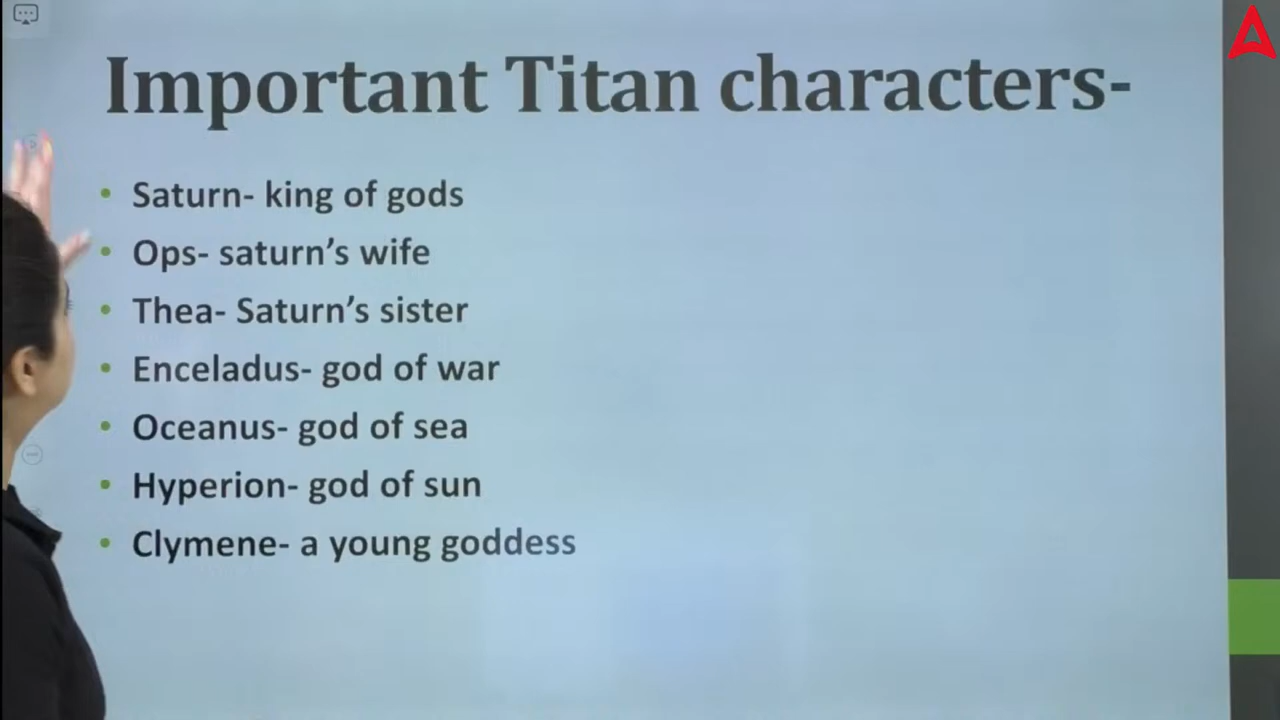 Important Titan characters-
• Saturn- king of gods
• Ops- saturn’s wife
• Thea- Saturn’s sister
• Enceladus- god of war
• Oceanus- god of sea
• Hyperion- god of sun
• Clymene- a young goddess